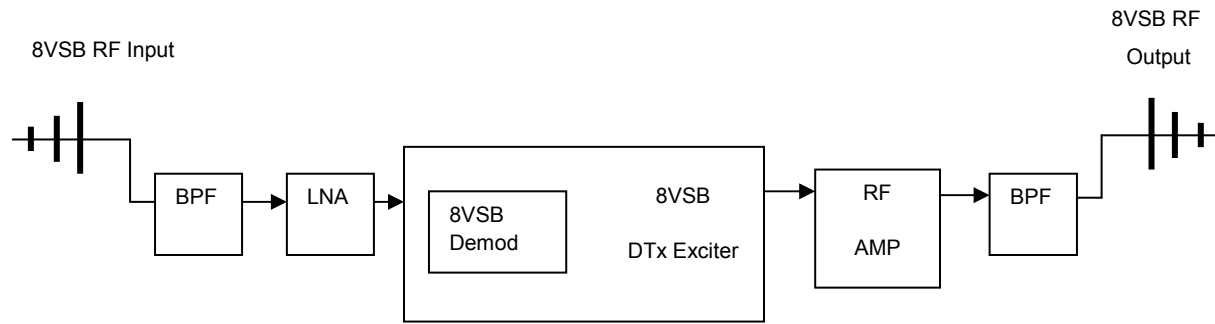 8VSB RF Input
8VSB RF
Output
BPF
LNA
8VSB
Demod
8VSB
DTx Exciter
RF
AMP
BPF